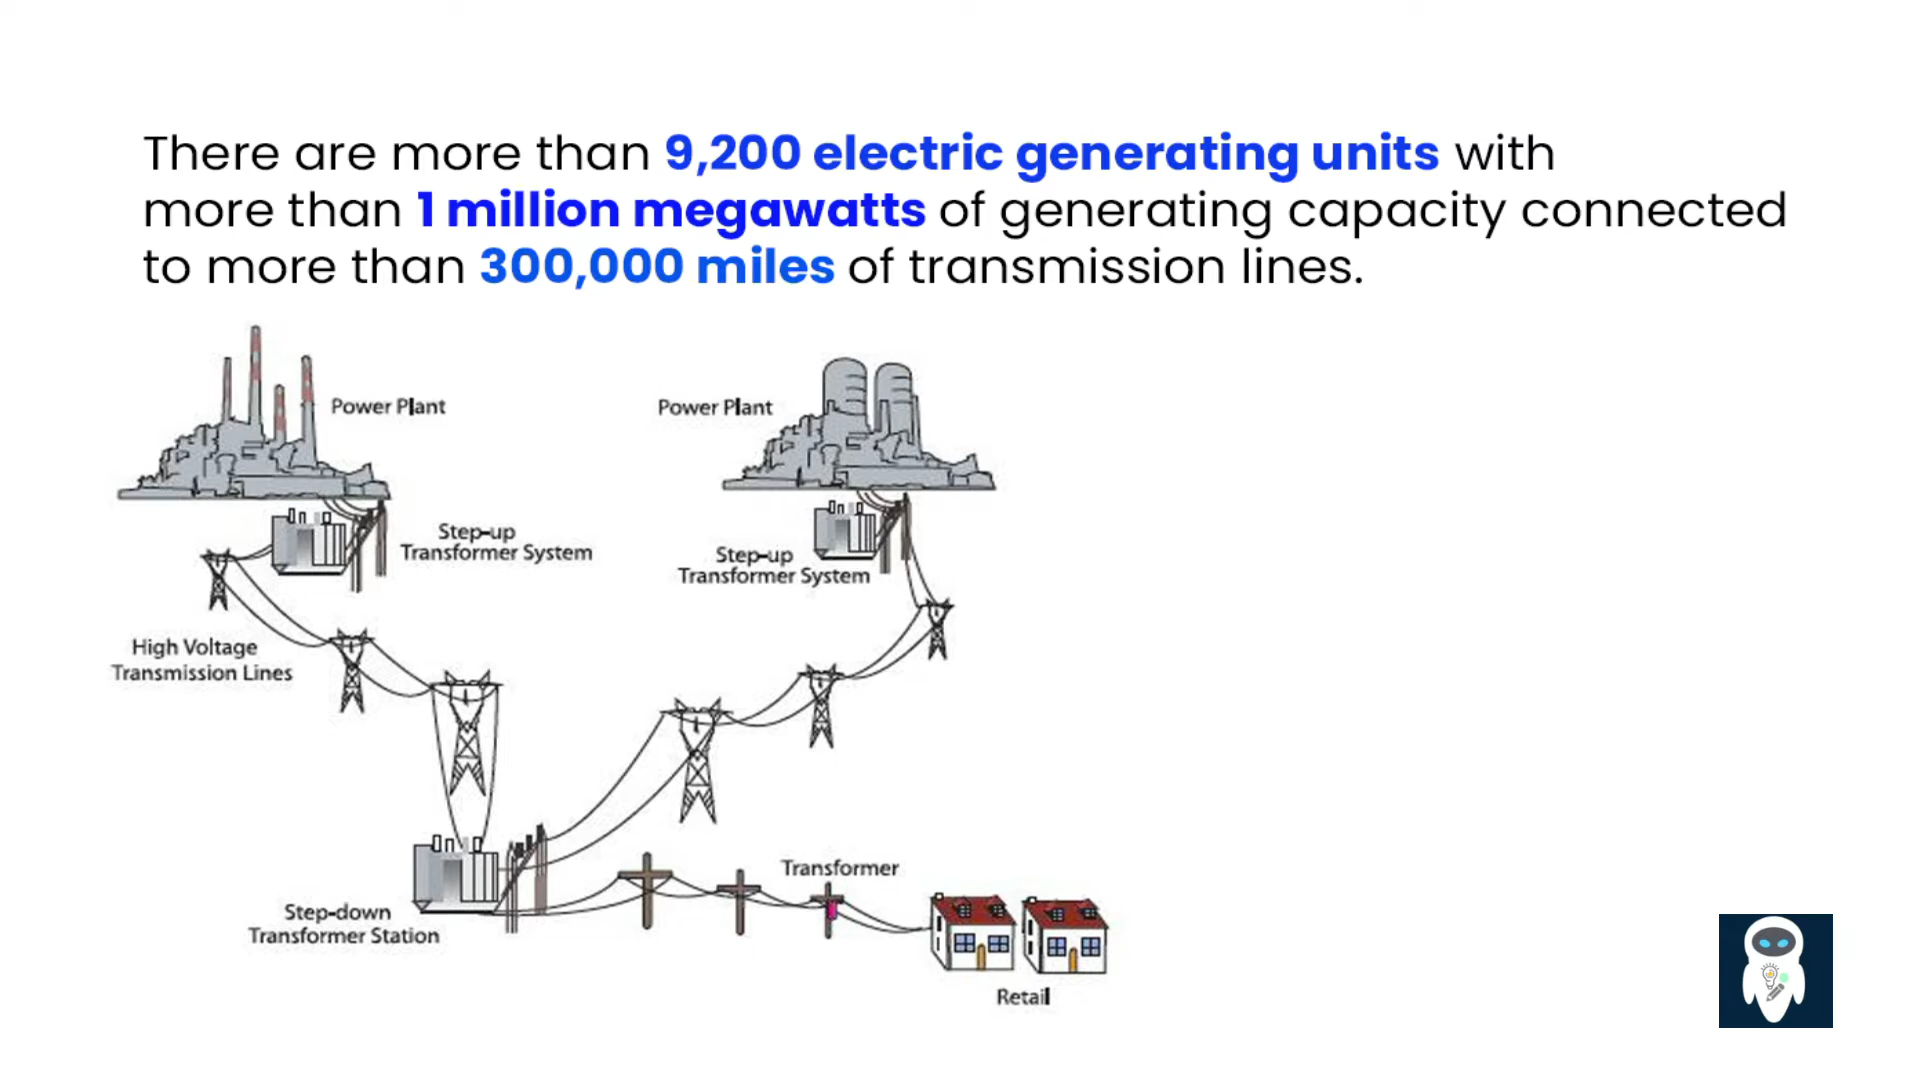 There are more than 9,200 electric generating units with
more than 1 million megawatts of generating capacity connected
to more than 300,000 miles of transmission lines.
Power Plant
Power Plant
Step-up
Transformer System
Step-up
Transformer System
High Voltage
Transmission Lines
Transformer
Step-down
Transformer Station
Retail